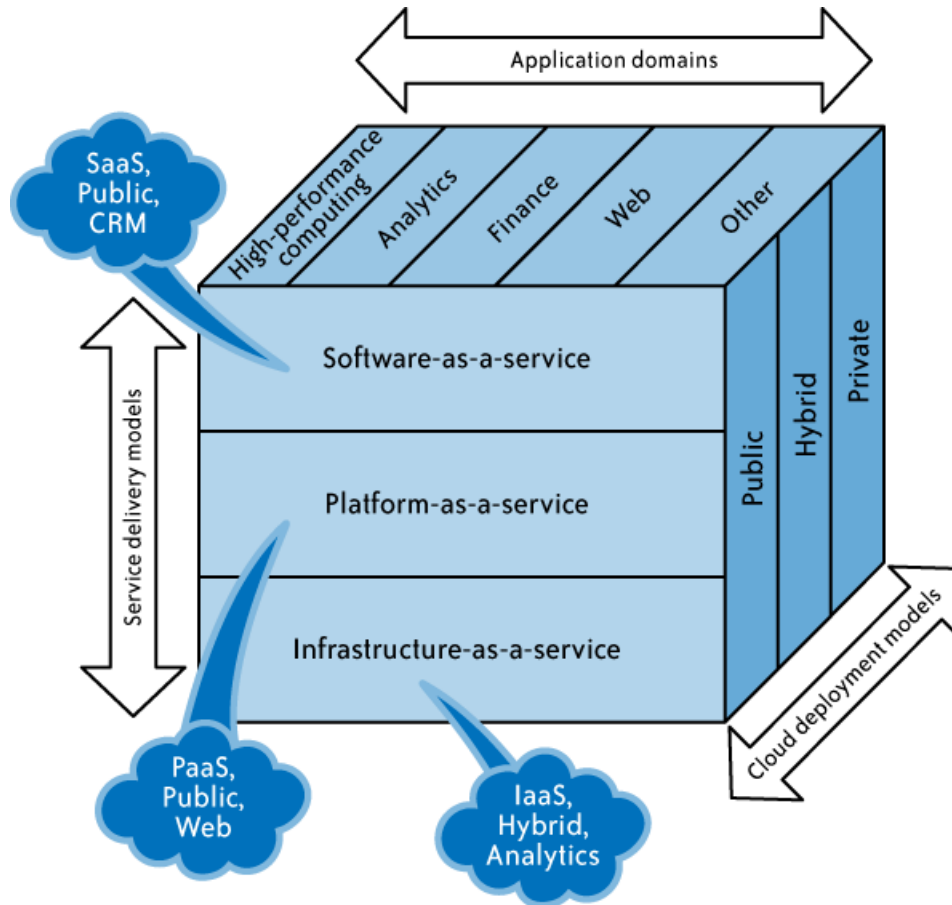 Application domains
SaaS,
Public,
CRM
High-performance
computing
Analytics
Finance
Web
Other
Service delivery models
Software-as-a-service
Platform-as-a-service
Infrastructure-as-a-service
Public
Hybrid
Private
Cloud deployment models
PaaS,
Public,
Web
IaaS,
Hybrid,
Analytics